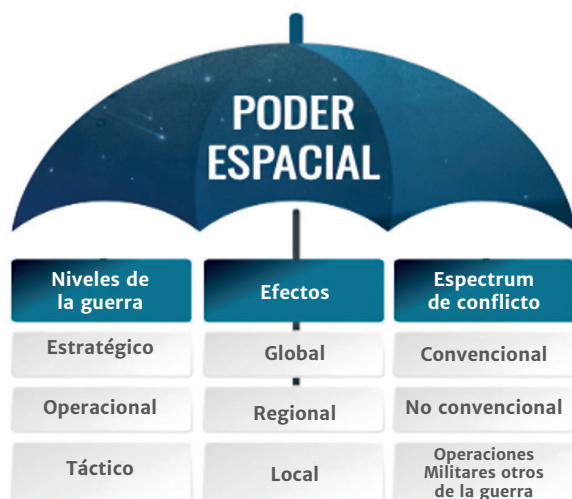 PODER
ESPACIAL
Niveles de
la guerra
Efectos
Espectrum
de conflicto
Estratégico
Global
Convencional
Operacional
Regional
No convencional
Táctico
Local
Operaciones
Militares otros
de la guerra